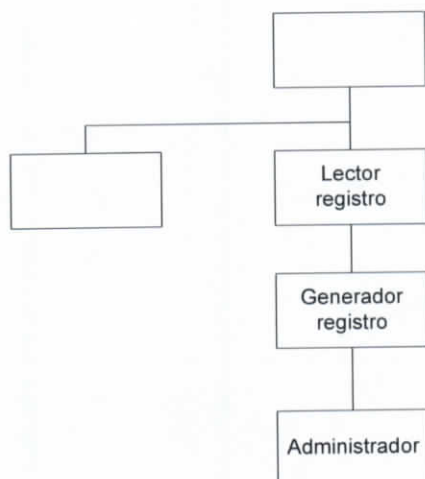 Lector
registro
Generador
registro
Administrador